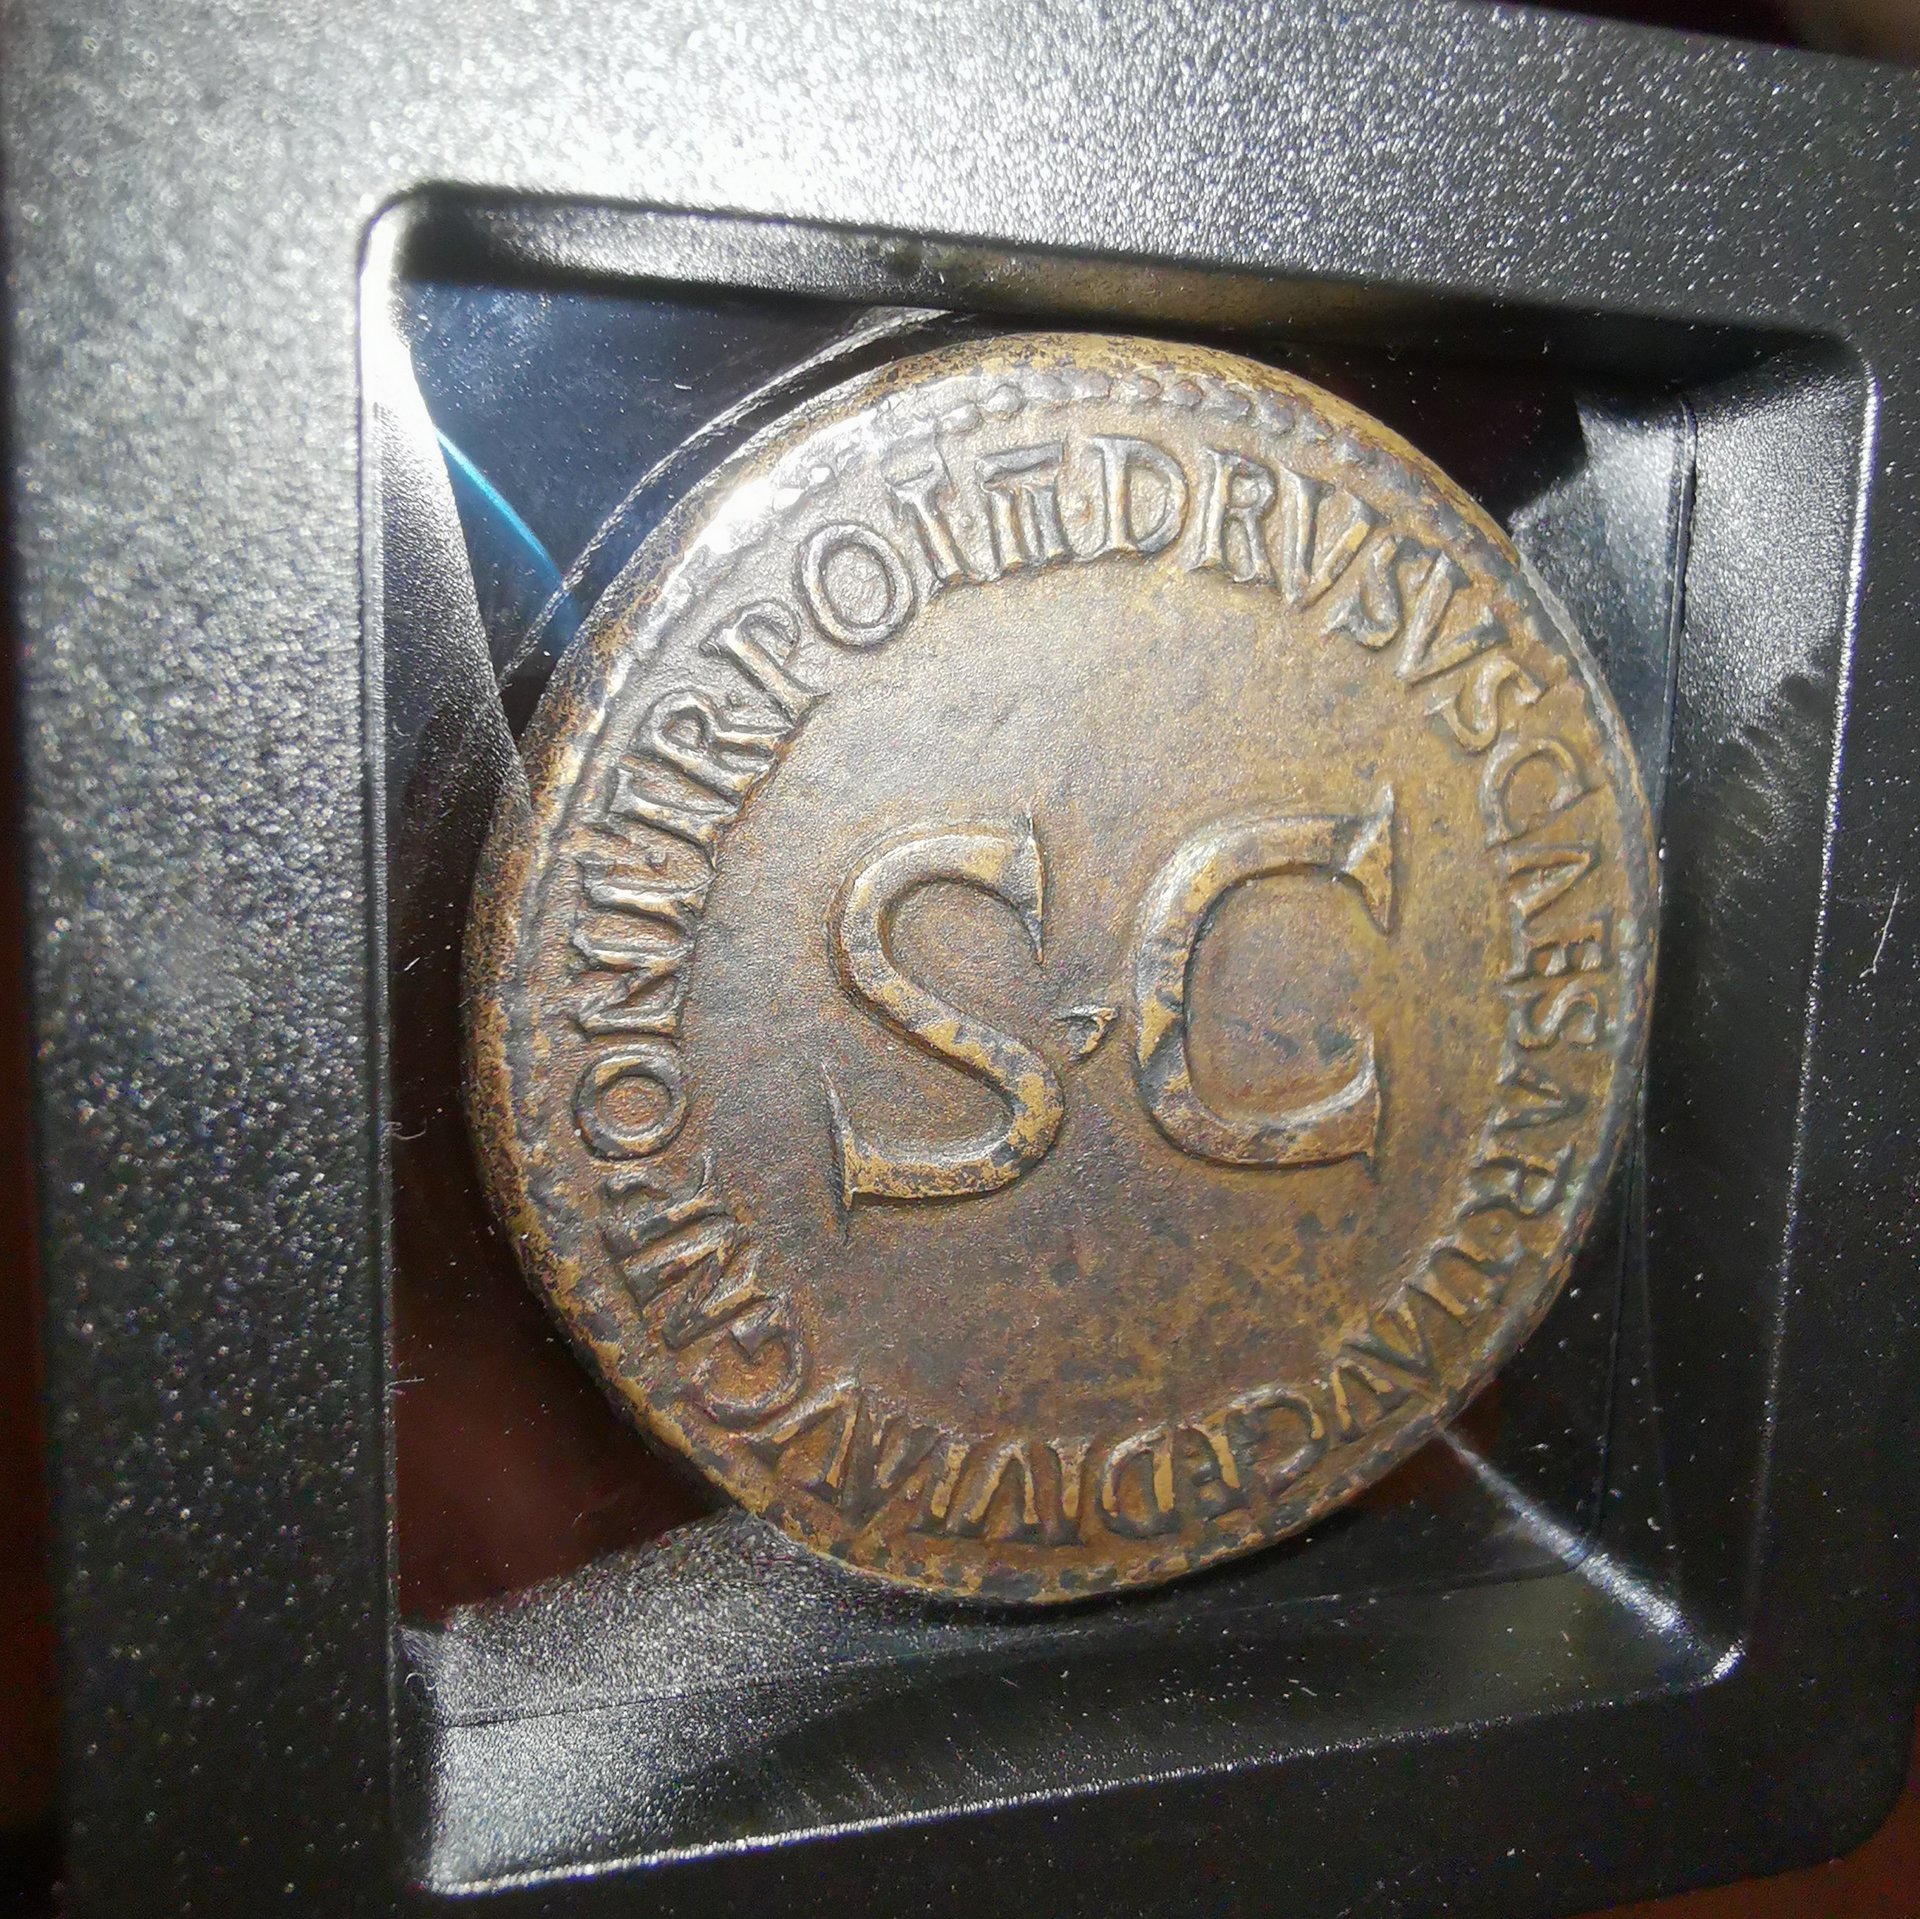 DRVSVS CAESAR·TI·AVG·F·DIVI AVG N PONT·TR·POT·II·
S C